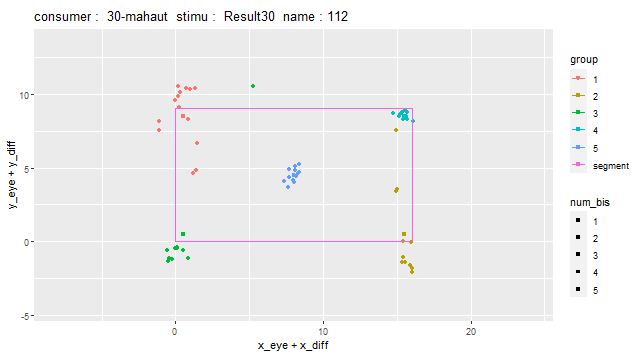 consumer : 30-mahaut stimu : Result30 name : 112
10
5
0
-5
y_eye + y_diff
0
10
20
x_eye + x_diff
group
1
2
3
4
5
segment
num_bis
1
2
3
4
5